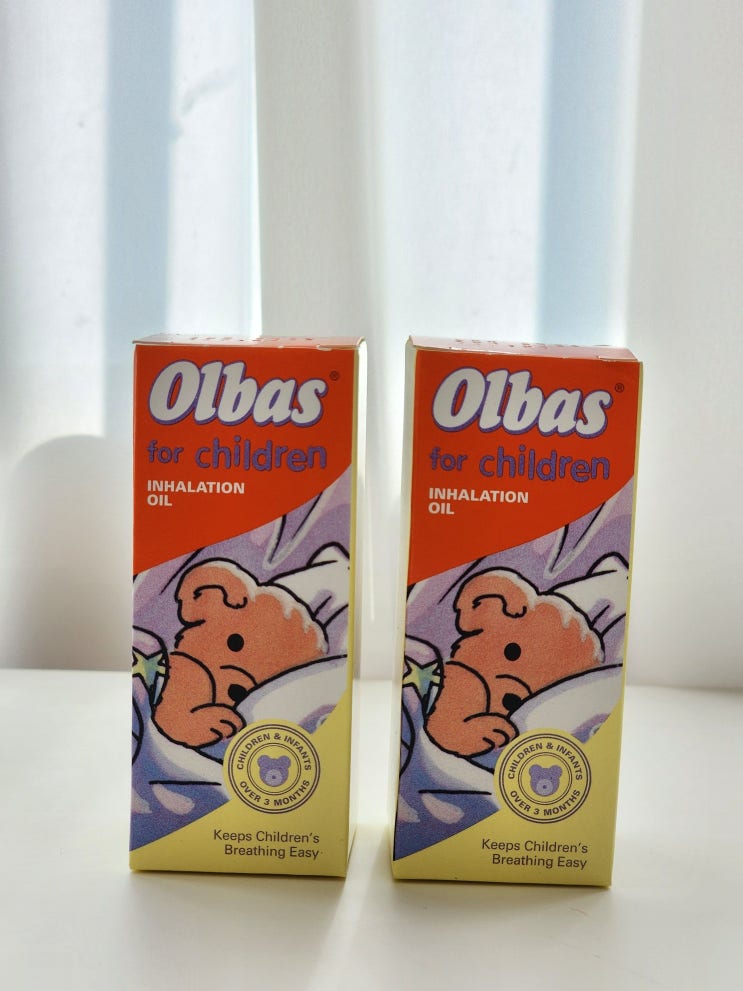 Olbas®
for children
INHALATION
OIL
CHILDREN & INFANTS
OVER 3 MONTHS
Keeps Children's
Breathing Easy
Olbas®
for children
INHALATION
OIL
CHILDREN & INFANTS
OVER 3 MONTHS
Keeps Children's
Breathing Easy